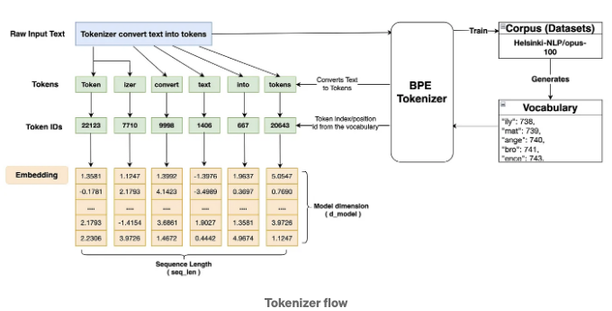 Raw Input Text
Tokenizer convert text into tokens
Tokens
Token izer convert text into tokens
Converts Text
to Tokens
Token IDs
22123 7710 9998 1406 667 20643
Token Index/position
id from the vocabulary
BPE
Tokenizer
Train
Corpus (Datasets)
Helsinki-NLP/opus-
100
Generates
Vocabulary
"ily": 738,
"mat": 739,
"ange": 740,
"bro": 741,
"enon": 743,
Embedding
1.3581 1.1247 1.3992 -1.3976 1.9637 5.0547
-0.1781 2.1793 4.1423 -3.4989 0.3697 0.7690
.... .... .... .... .... ....
2.1793 -1.4154 3.6861 1.9027 1.3581 3.9726
2.2306 3.9726 1.4672 0.4442 4.9674 1.1247
Model dimension
( d_model )
Sequence Length
( seq_len )
Tokenizer flow